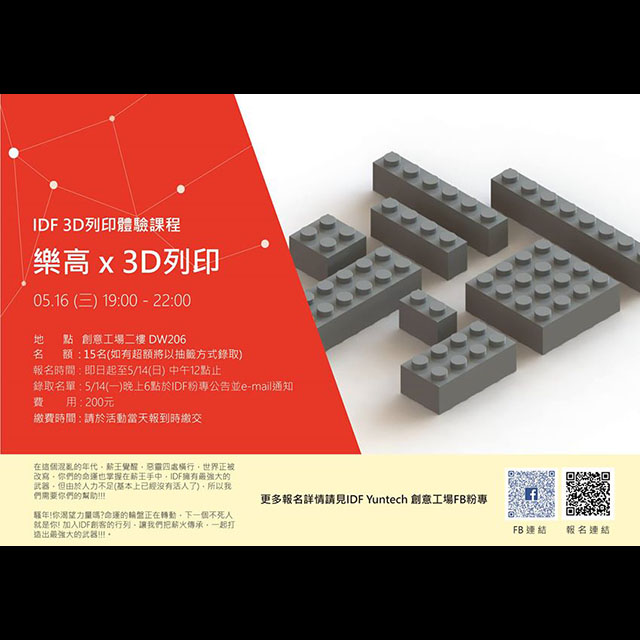 IDF 3D列印體驗課程
樂高 x 3D列印
05.16 (三) 19:00 - 22:00
地 點 創意工場二樓 DW206
名 額 : 15名(如有超額將以抽籤方式錄取)
報名時間 : 即日起至5/14(日) 中午12點止
錄取名單 : 5/14(一)晚上6點於IDF粉專公告並e-mail通知
費 用 : 200元
繳費時間 : 請於活動當天報到時繳交
在這個混亂的年代，薪王覺醒，惡靈四處橫行，世界正被
改寫，你們的命運也掌握在薪王手中，IDF擁有最強大的
武器，但由於人力不足(基本上已經沒有活人了)，所以我
們需要你們的幫助!!!
騷年!你渴望力量嗎?命運的輪盤正在轉動，下一個不死人
就是你! 加入IDF創客的行列，讓我們把薪火傳承，一起打
造出最強大的武器!!!。
更多報名詳情請見IDF Yuntech 創意工場FB粉專
FB 連結
報名連結